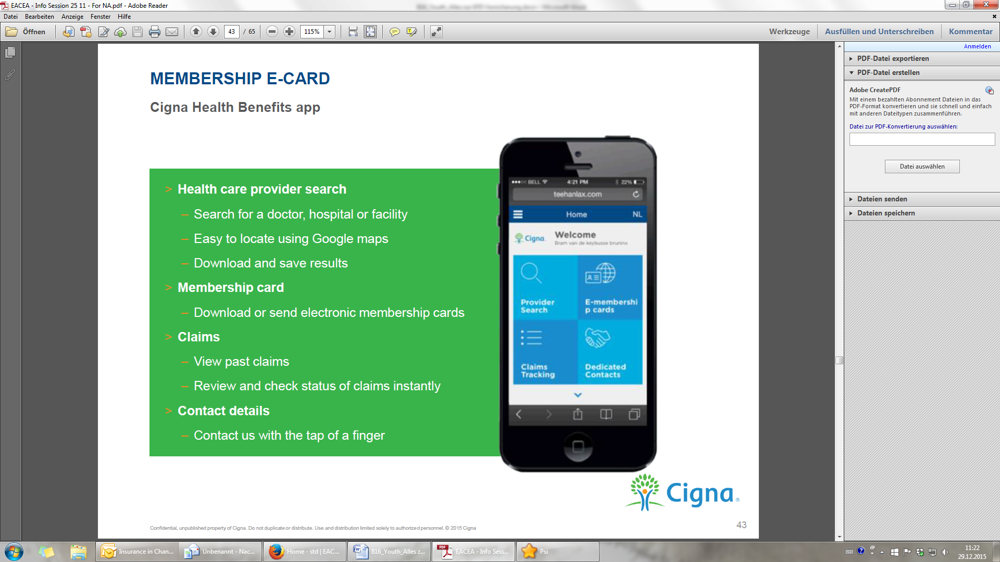 EACEA - Info Session 25 11 - For NA.pdf - Adobe Reader
Datei Bearbeiten Anzeige Fenster Hilfe
Öffnen 43 / 65 115% Werkzeuge Ausfüllen und Unterschreiben Kommentar
Anmelden
PDF-Datei exportieren
PDF-Datei erstellen
Adobe CreatePDF
Mit einem bezahlten Abonnement Dateien in das
PDF-Format konvertieren und sie schnell und einfach
mit anderen Dateitypen zusammenführen.
Datei zur PDF-Konvertierung auswählen:
Datei auswählen
Dateien senden
Dateien speichern
MEMBERSHIP E-CARD
Cigna Health Benefits app
> Health care provider search
– Search for a doctor, hospital or facility
– Easy to locate using Google maps
– Download and save results
> Membership card
– Download or send electronic membership cards
> Claims
– View past claims
– Review and check status of claims instantly
> Contact details
– Contact us with the tap of a finger
BELL 4:21 PM 22%
teehanlax.com
Home NL
Cigna. Welcome
Bram van de keybusse bruninx
Provider
Search
E-membershi
p cards
Claims
Tracking
Dedicated
Contacts
Cigna®
Confidential, unpublished property of Cigna. Do not duplicate or distribute. Use and distribution limited solely to authorized personnel. © 2015 Cigna
43
Insurance in Chan... Unbenannt - Nac... Home - std | EAC... B16_Youth_Alles z... EACEA - Info Sess... Psi
11:22
29.12.2015